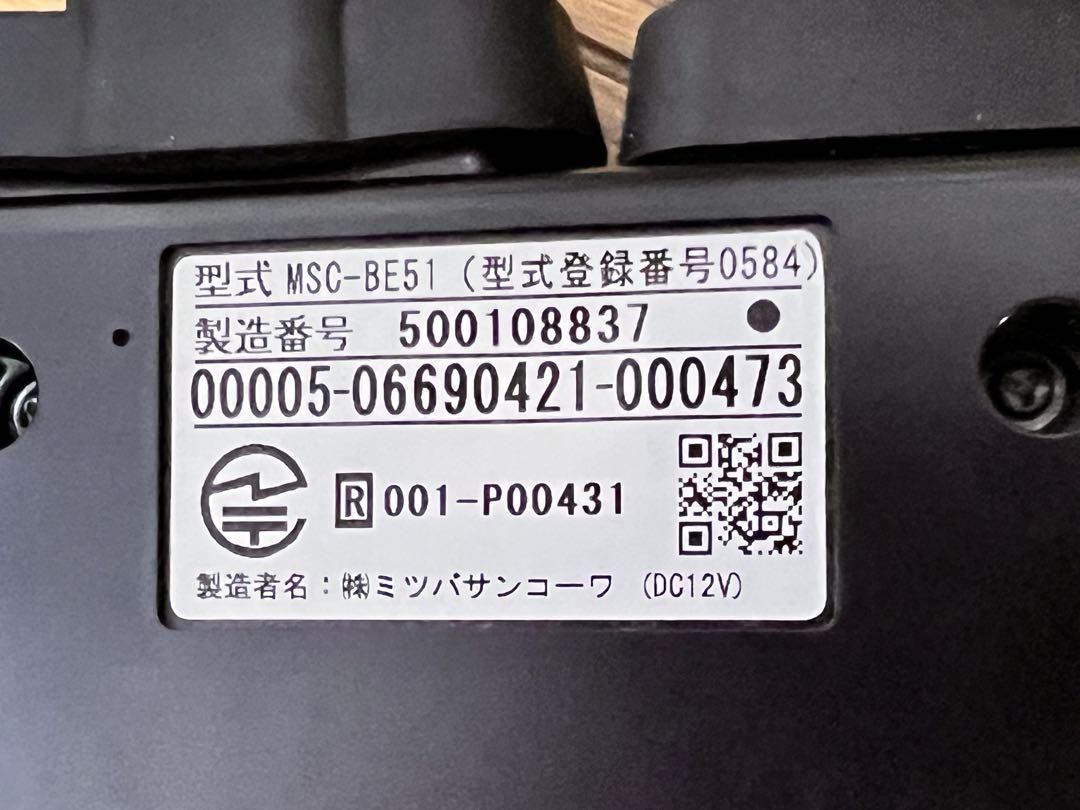 型式 MSC-BE51 (型式登録番号0584)
製造番号 500108837
00005-06690421-000473
R 001-P00431
製造者名:㈱ミツバサンコーワ (DC12V)